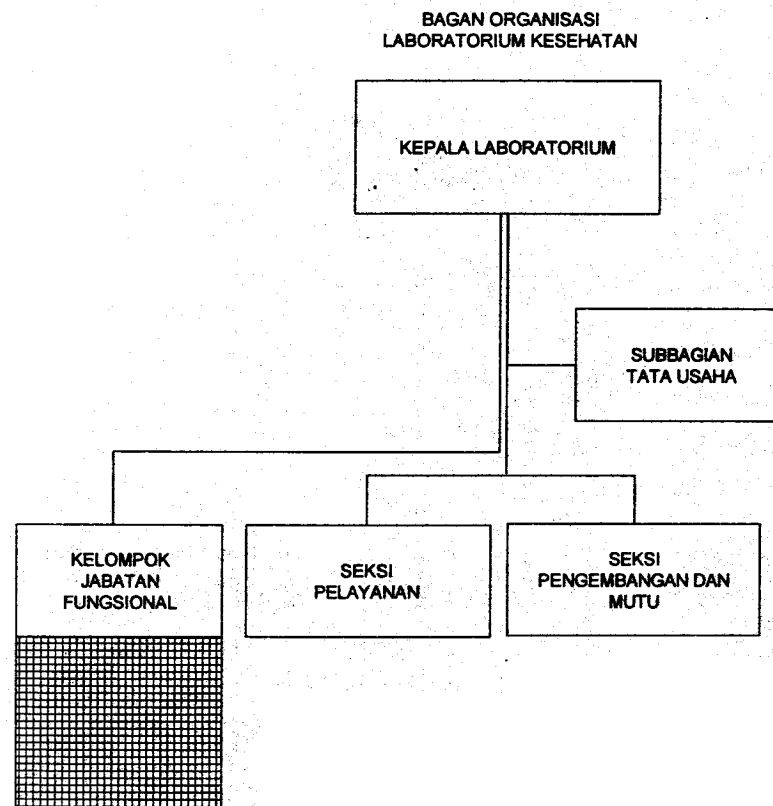 BAGAN ORGANISASI
LABORATORIUM KESEHATAN
KEPALA LABORATORIUM
SUBBAGIAN
TATA USAHA
KELOMPOK
JABATAN
FUNGSIONAL
SEKSI
PELAYANAN
SEKSI
PENGEMBANGAN DAN
MUTU